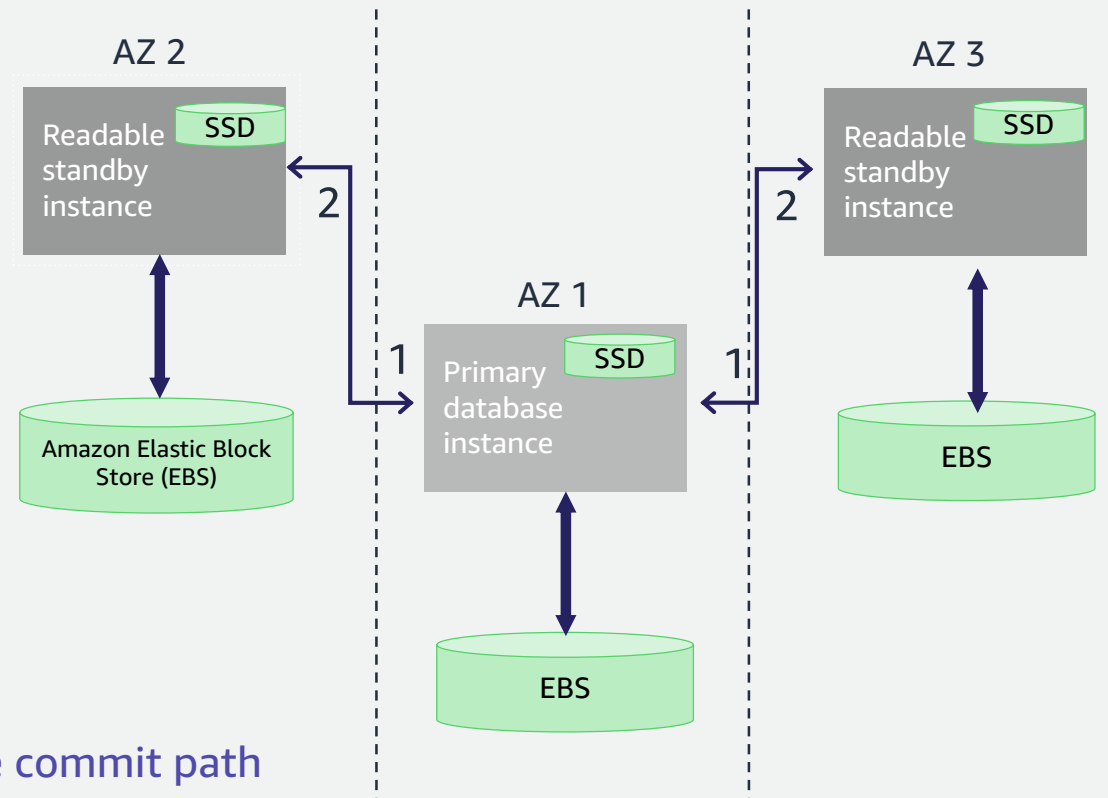 AZ 2
Readable
standby
instance
SSD
2
Amazon Elastic Block
Store (EBS)
AZ 1
1
Primary
database
instance
SSD
1
EBS
AZ 3
Readable
standby
instance
SSD
2
EBS
commit path